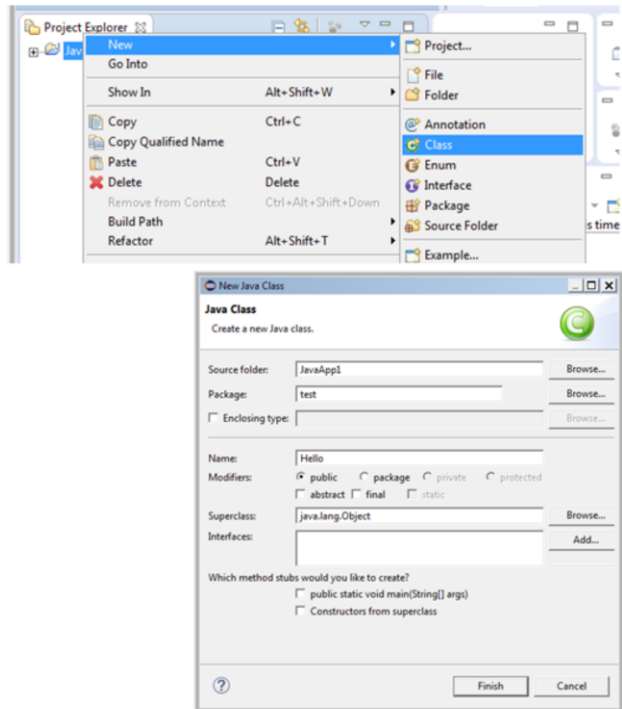 Project Explorer
Jav
New
Project...
Go Into
File
Show In Alt+Shift+W
Folder
Copy Ctrl+C
Annotation
Copy Qualified Name
Class
Paste Ctrl+V
Enum
Delete Delete
Interface
Remove from Context Ctrl+Alt+Shift+Down
Package
Build Path
Source Folder
s time
Refactor Alt+Shift+T
Example...
New Java Class
Java Class
Create a new Java class.
C
Source folder: JavaApp1 Browse...
Package: test Browse...
Enclosing type: Browse...
Name: Hello
Modifiers: public package private protected
abstract final static
Superclass: java.lang.Object Browse...
Interfaces: Add...
Which method stubs would you like to create?
public static void main(String[] args)
Constructors from superclass
? Finish Cancel